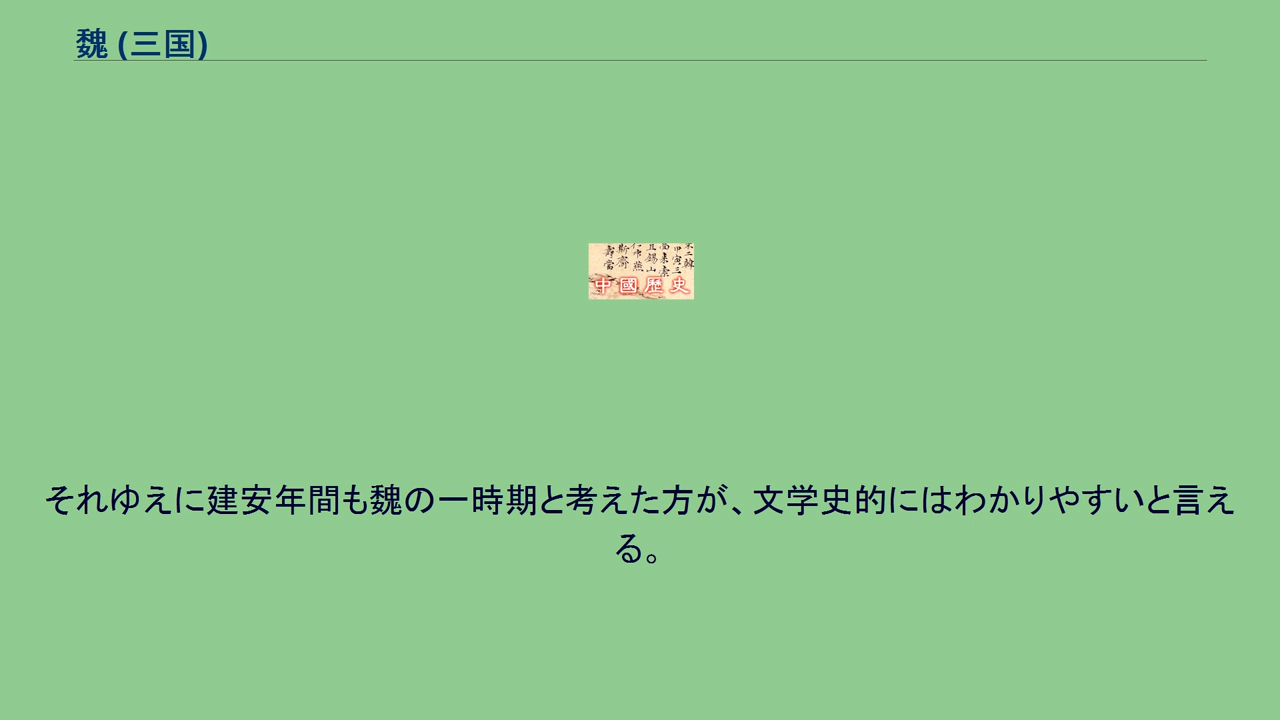 魏 (三国)
中國歷史
それゆえに建安年間も魏の一時期と考えた方が、文学史的にはわかりやすいと言え
る。